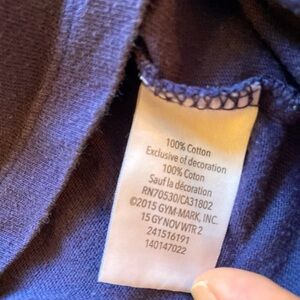 100% Cotton
Exclusive of decoration
100% Coton
Sauf la décoration
RN70530/CA31802
©2015 GYM-MARK, INC.
15 GY NOV WTR 2
241516191
140147022